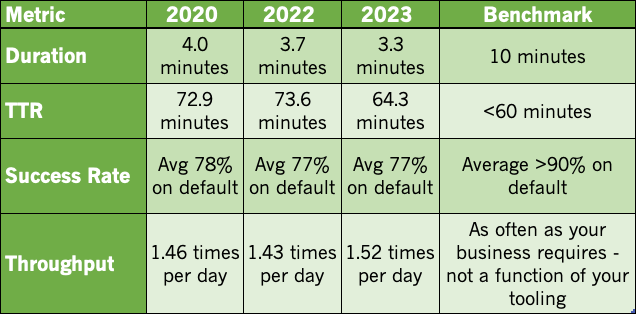 Metric 2020 2022 2023 Benchmark
Duration 4.0 minutes 3.7 minutes 3.3 minutes 10 minutes
TTR 72.9 minutes 73.6 minutes 64.3 minutes <60 minutes
Success Rate Avg 78% on default Avg 77% on default Avg 77% on default Average >90% on default
Throughput 1.46 times per day 1.43 times per day 1.52 times per day As often as your business requires - not a function of your tooling